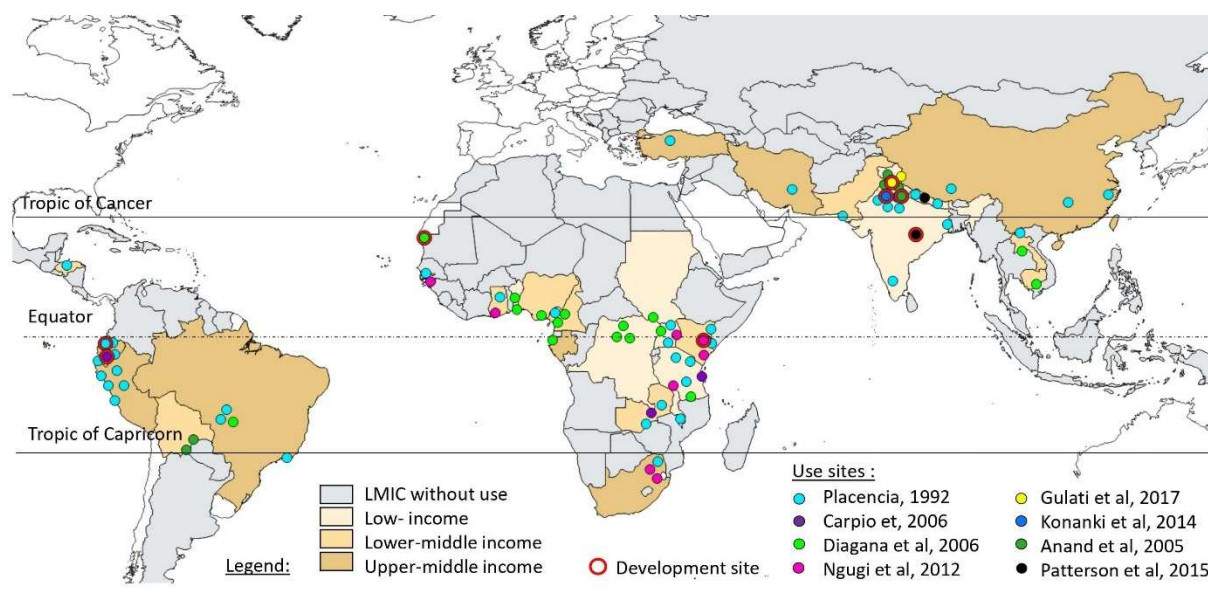 Tropic of Cancer
Equator
Tropic of Capricorn
Legend:
LMIC without use
Low- income
Lower-middle income
Upper-middle income
Development site
Use sites :
Placencia, 1992
Carpio et, 2006
Diagana et al, 2006
Ngugi et al, 2012
Gulati et al, 2017
Konanki et al, 2014
Anand et al, 2005
Patterson et al, 2015